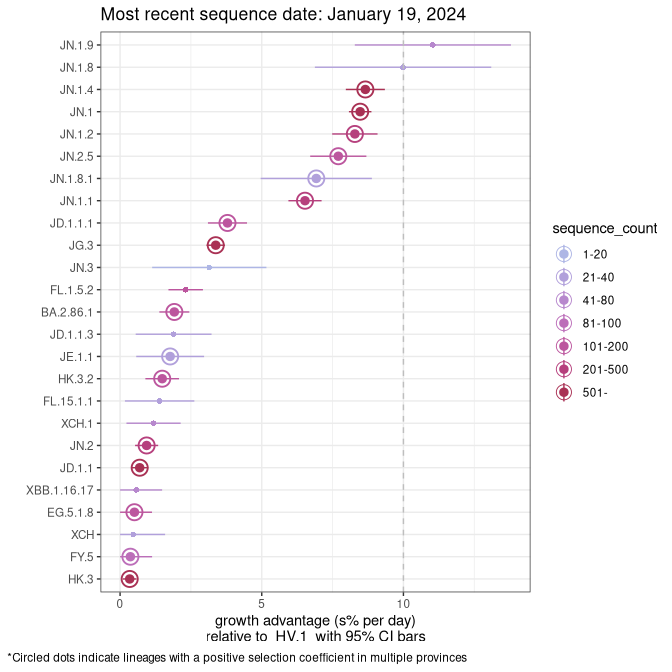 Most recent sequence date: January 19, 2024
JN.1.9
JN.1.8
JN.1.4
JN.1
JN.1.2
JN.2.5
JN.1.8.1
JN.1.1
JD.1.1.1
JG.3
JN.3
FL.1.5.2
BA.2.86.1
JD.1.1.3
JE.1.1
HK.3.2
FL.15.1.1
XCH.1
JN.2
JD.1.1
XBB.1.16.17
EG.5.1.8
XCH
FY.5
HK.3
0 5 10
growth advantage (s% per day)
relative to HV.1 with 95% CI bars
sequence_count
1-20
21-40
41-80
81-100
101-200
201-500
501-
*Circled dots indicate lineages with a positive selection coefficient in multiple provinces